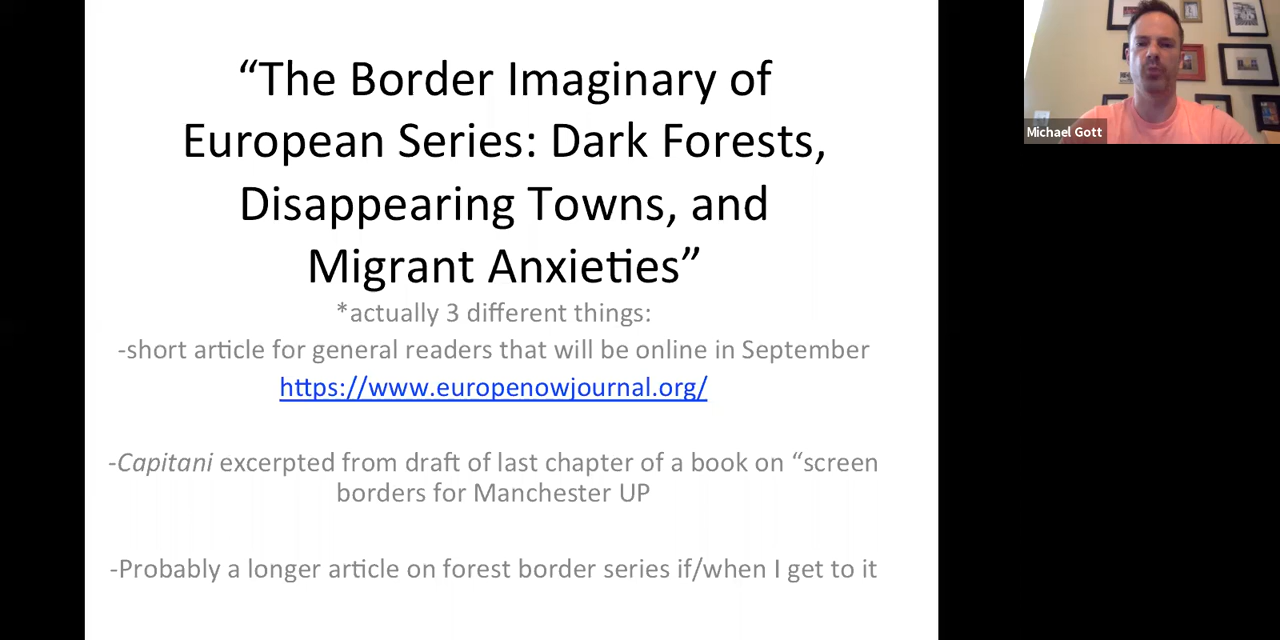 “The Border Imaginary of
European Series: Dark Forests,
Disappearing Towns, and
Migrant Anxieties”
*actually 3 different things:
-short article for general readers that will be online in September
https://www.europenowjournal.org/
-Capitani excerpted from draft of last chapter of a book on “screen
borders for Manchester UP
-Probably a longer article on forest border series if/when I get to it
Michael Gott